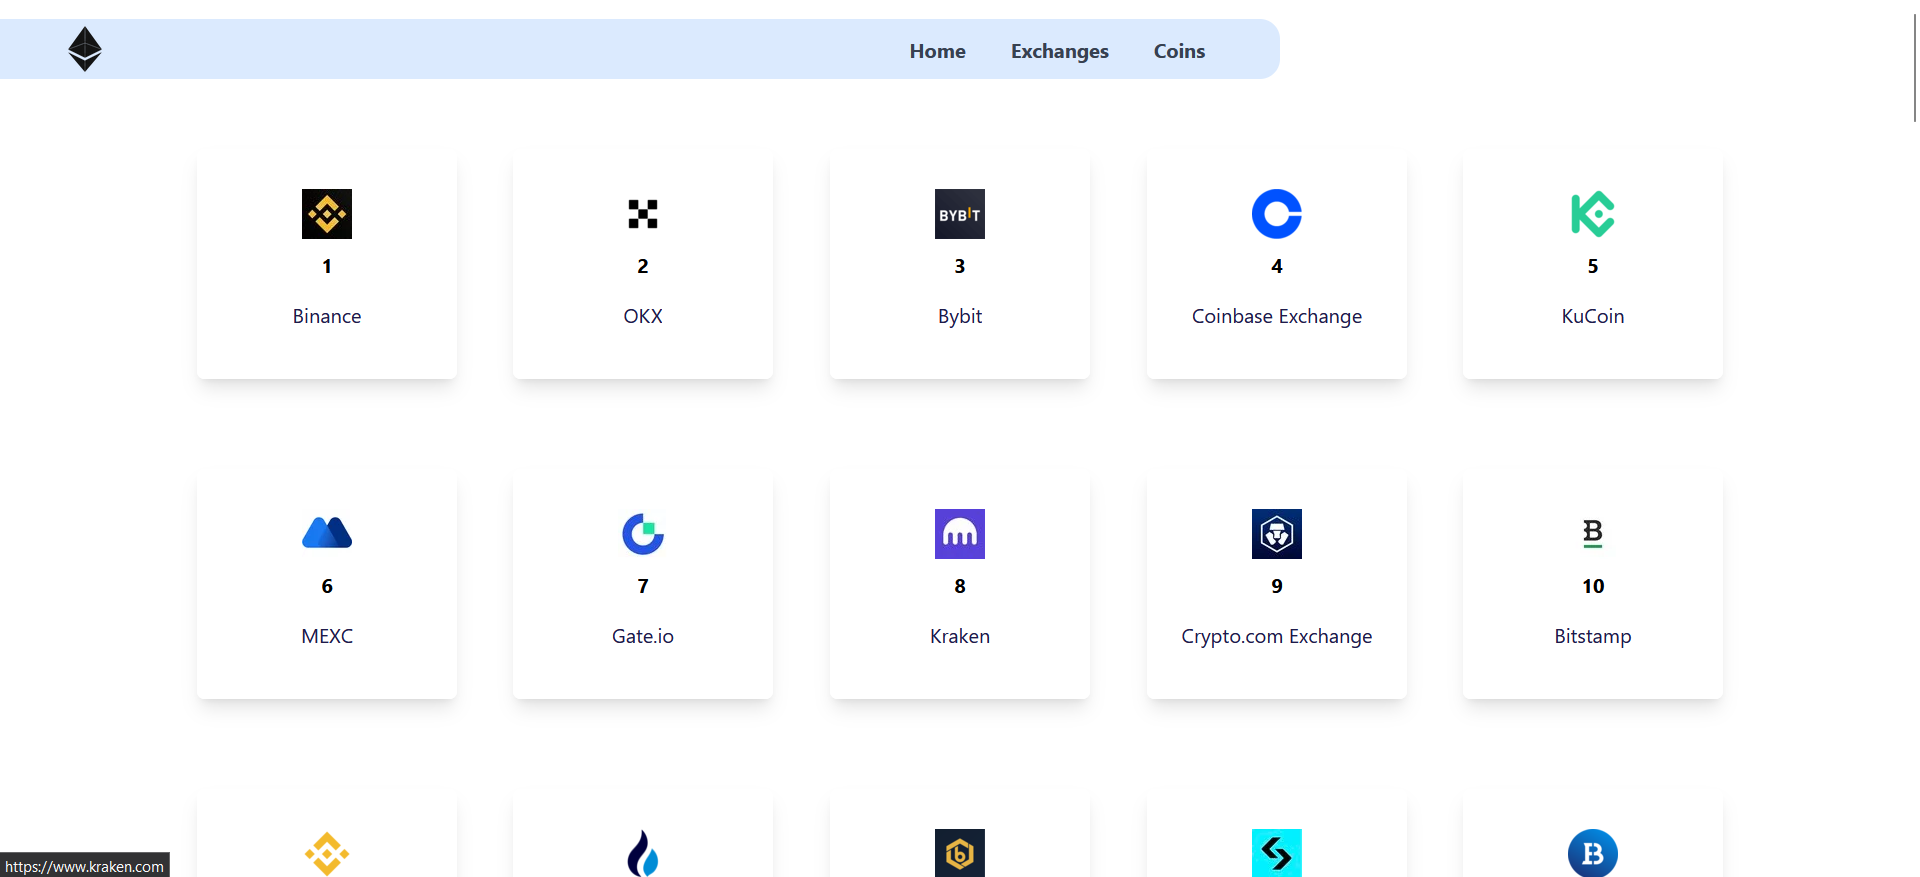 Home Exchanges Coins
BYBIT
1 2 3 4 5
Binance OKX Bybit Coinbase Exchange KuCoin
6 7 8 9 10
MEXC Gate.io Kraken Crypto.com Exchange Bitstamp
https://www.kraken.com